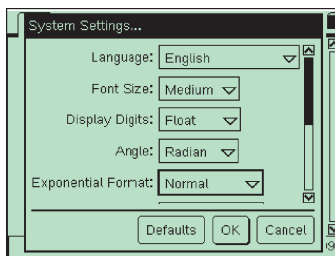 System Settings...
Language: English
Font Size: Medium
Display Digits: Float
Angle: Radian
Exponential Format: Normal
Defaults OK Cancel